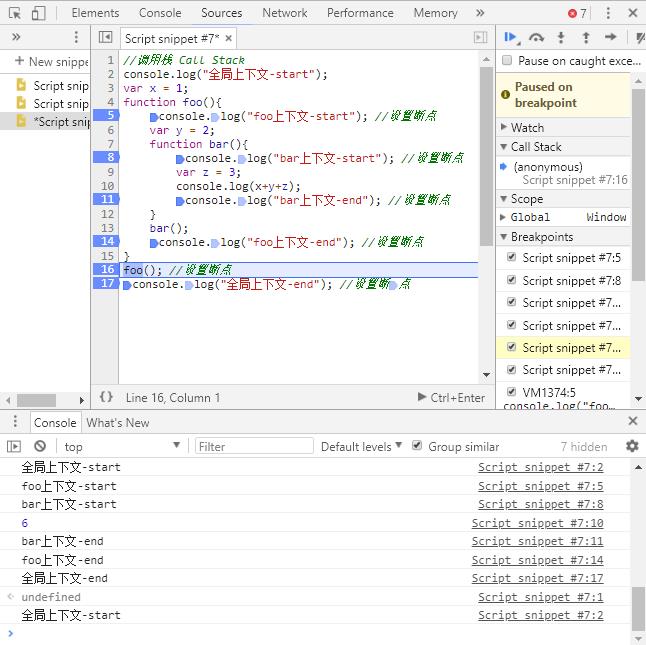 Elements Console Sources Network Performance Memory » 7
» Script snippet #7* ×
+ New snippe
Script snip
Script snip
*Script snip
1 //调用栈 Call Stack
2 console.log("全局上下文-start");
3 var x = 1;
4 function foo(){
5 console.log("foo上下文-start"); //设置断点
6 var y = 2;
7 function bar(){
8 console.log("bar上下文-start"); //设置断点
9 var z = 3;
10 console.log(x+y+z);
11 console.log("bar上下文-end"); //设置断点
12 }
13 bar();
14 console.log("foo上下文-end"); //设置断点
15 }
16 foo(); //设置断点
17 console.log("全局上下文-end"); //设置断点
{} Line 16, Column 1 Ctrl+Enter
Pause on caught exce...
Paused on
breakpoint
Watch
Call Stack
(anonymous)
Script snippet #7:16
Scope
Global Window
Breakpoints
Script snippet #7:5
Script snippet #7:8
Script snippet #7...
Script snippet #7...
Script snippet #7...
Script snippet #7...
VM1374:5
console.log("foo…
Console What's New
top Filter Default levels Group similar 7 hidden
全局上下文-start Script snippet #7:2
foo上下文-start Script snippet #7:5
bar上下文-start Script snippet #7:8
6 Script snippet #7:10
bar上下文-end Script snippet #7:11
foo上下文-end Script snippet #7:14
全局上下文-end Script snippet #7:17
undefined Script snippet #7:1
全局上下文-start Script snippet #7:2